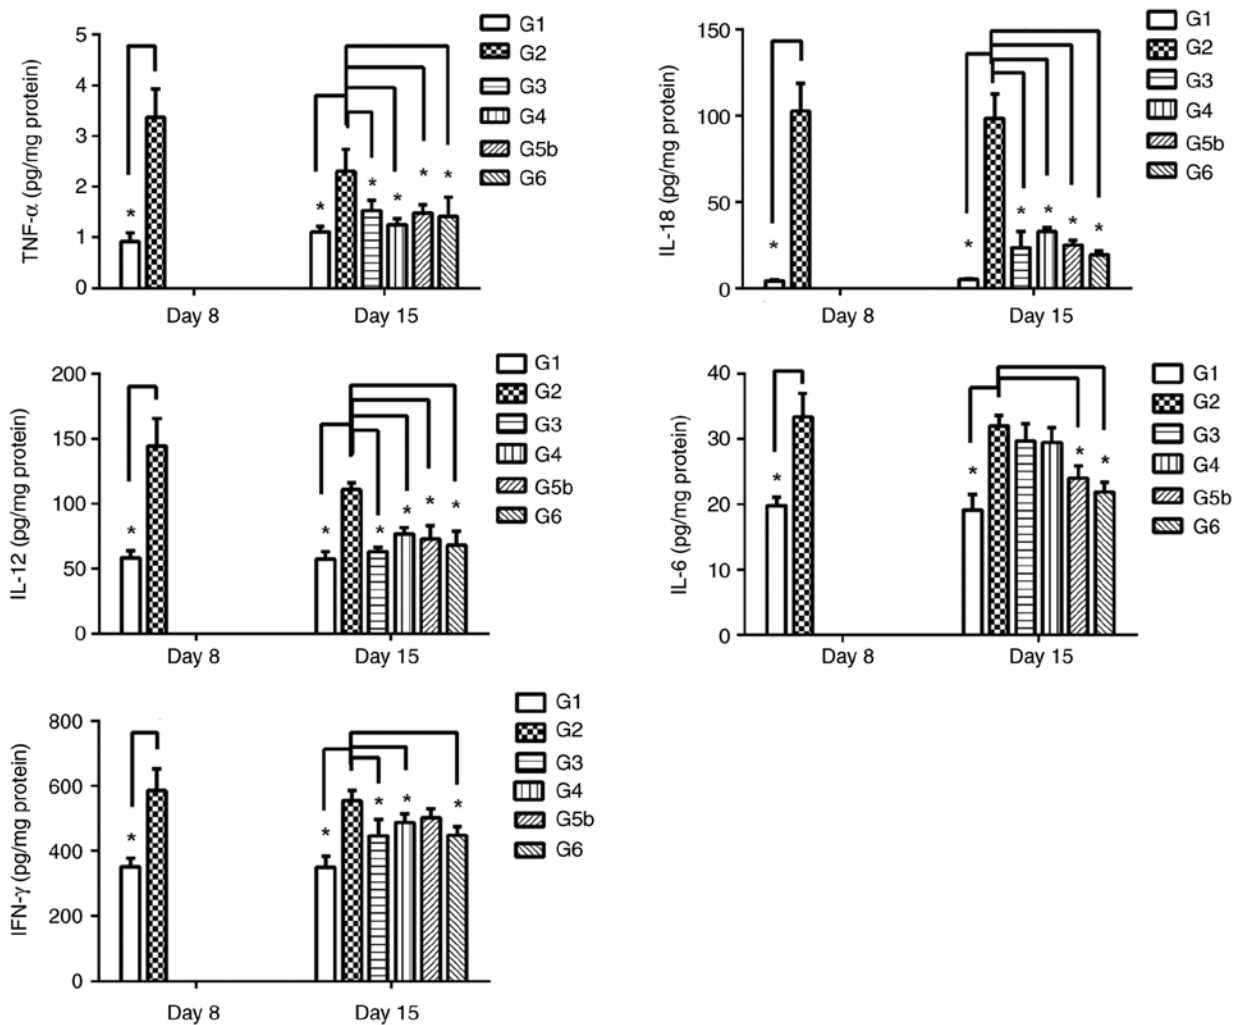 TNF-α (pg/mg protein)
5
4
3
2
1
0
*
*
*
*
*
*
Day 8
Day 15
G1
G2
G3
G4
G5b
G6
IL-18 (pg/mg protein)
150
100
50
0
*
*
*
*
*
*
Day 8
Day 15
G1
G2
G3
G4
G5b
G6
IL-12 (pg/mg protein)
200
150
100
50
0
*
*
*
*
*
*
Day 8
Day 15
G1
G2
G3
G4
G5b
G6
IL-6 (pg/mg protein)
40
30
20
10
0
*
*
*
*
Day 8
Day 15
G1
G2
G3
G4
G5b
G6
IFN-γ (pg/mg protein)
800
600
400
200
0
*
*
*
*
*
Day 8
Day 15
G1
G2
G3
G4
G5b
G6